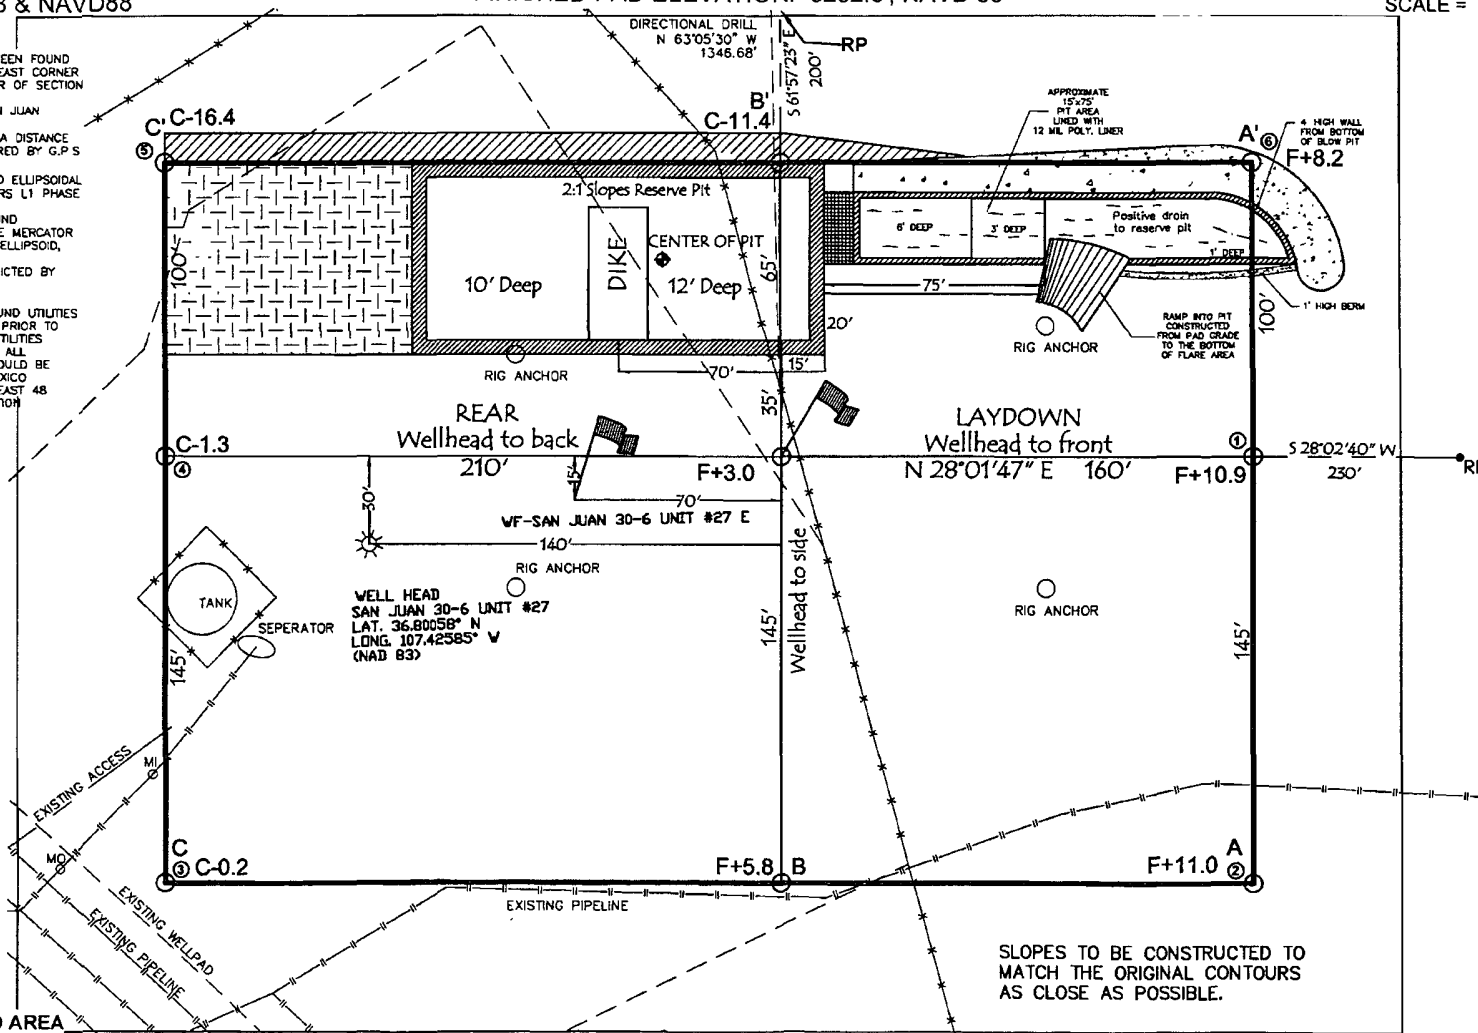 & NAVD88
SCALE =
EEN FOUND
EAST CORNER
R OF SECTION
N JUAN
A DISTANCE
RED BY G.P.S
D ELLIPSOIDAL
RS L1 PHASE
UND
E MERCATOR
ELLIPSOID,
ICTED BY
UND UTILITIES
PRIOR TO
TILITIES
ALL
OULD BE
XICO
EAST 48
DIRECTIONAL DRILL
N 63°05'30" W
1346.68'
S 61°57'23" E
200'
RP
APPROXIMATE
15'x75'
PIT AREA
LINED WITH
12 MIL POLY. LINER
4 HIGH WALL
FROM BOTTOM
OF BLOW PIT
C' C-16.4
⑤
B'
C-11.4
A' ⑥
F+8.2
2:1 Slopes Reserve Pit
DIKE
CENTER OF PIT
10' Deep
12' Deep
6' DEEP
3' DEEP
Positive drain
to reserve pit
1' DEEP
100'
65'
75'
20'
15'
70'
35'
100'
1' HIGH BERM
RAMP INTO PIT
CONSTRUCTED
FROM PAD GRADE
TO THE BOTTOM
OF FLARE AREA
RIG ANCHOR
RIG ANCHOR
REAR
Wellhead to back
210'
LAYDOWN
Wellhead to front
N 28°01'47" E 160'
C-1.3
④
F+3.0
①
F+10.9
S 28°02'40" W
230'
15'
30'
70'
WF-SAN JUAN 30-6 UNIT #27 E
140'
RIG ANCHOR
RIG ANCHOR
WELL HEAD
SAN JUAN 30-6 UNIT #27
LAT. 36.80058° N
LONG. 107.42585° W
(NAD 83)
TANK
SEPERATOR
145'
145'
Wellhead to side
145'
EXISTING ACCESS
MI
MO
C
③ C-0.2
F+5.8 B
A
F+11.0 ②
EXISTING PIPELINE
EXISTING WELLPAD
EXISTING PIPELINE
SLOPES TO BE CONSTRUCTED TO
MATCH THE ORIGINAL CONTOURS
AS CLOSE AS POSSIBLE.
AREA